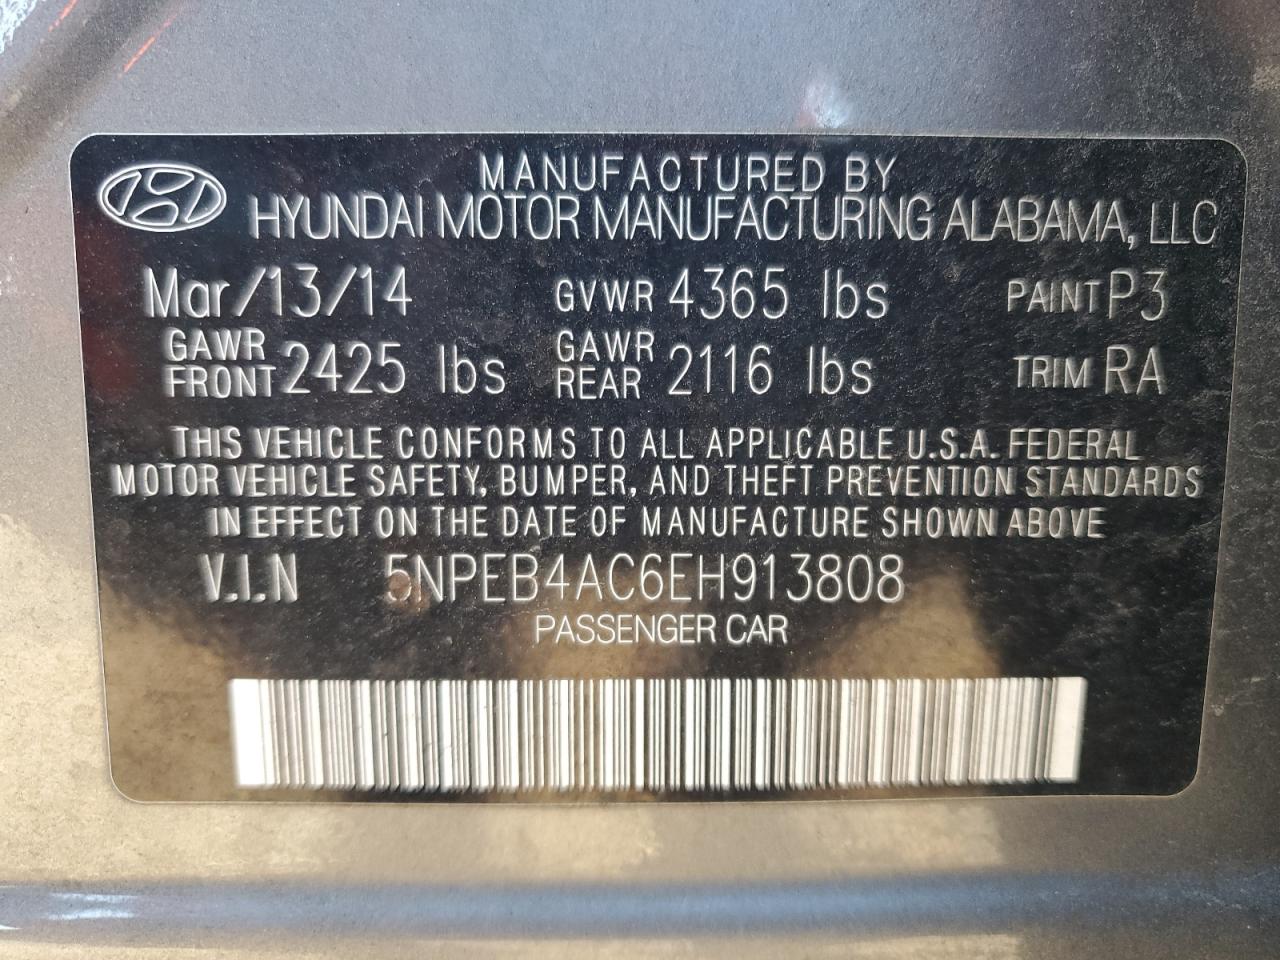 MANUFACTURED BY
HYUNDAI MOTOR MANUFACTURING ALABAMA, LLC
Mar/13/14 GVWR 4365 lbs PAINT P3
GAWR FRONT 2425 lbs GAWR REAR 2116 lbs TRIM RA
THIS VEHICLE CONFORMS TO ALL APPLICABLE U.S.A. FEDERAL
MOTOR VEHICLE SAFETY, BUMPER, AND THEFT PREVENTION STANDARDS
IN EFFECT ON THE DATE OF MANUFACTURE SHOWN ABOVE
V.I.N 5NPEB4AC6EH913808
PASSENGER CAR